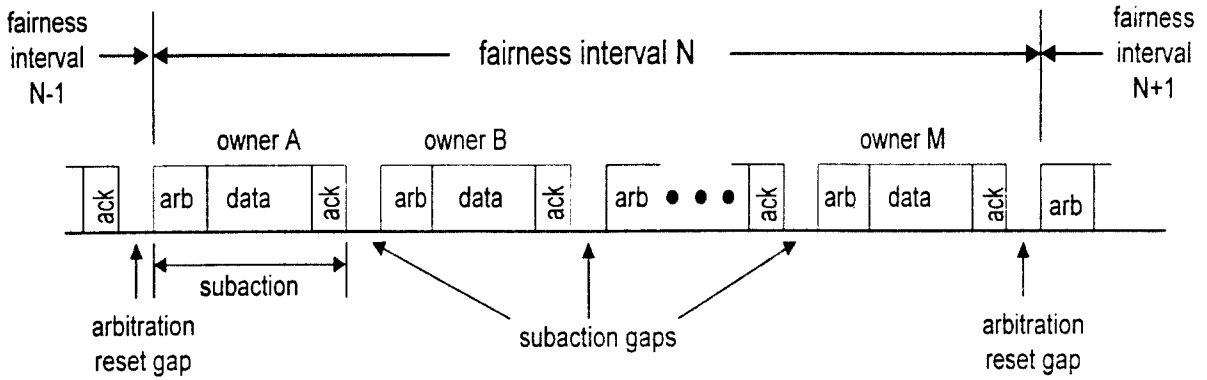 fairness
interval
N-1
fairness interval N
fairness
interval
N+1
owner A
owner B
owner M
ack
arb
data
ack
arb
data
ack
arb
ack
arb
data
ack
arb
subaction
arbitration
reset gap
subaction gaps
arbitration
reset gap